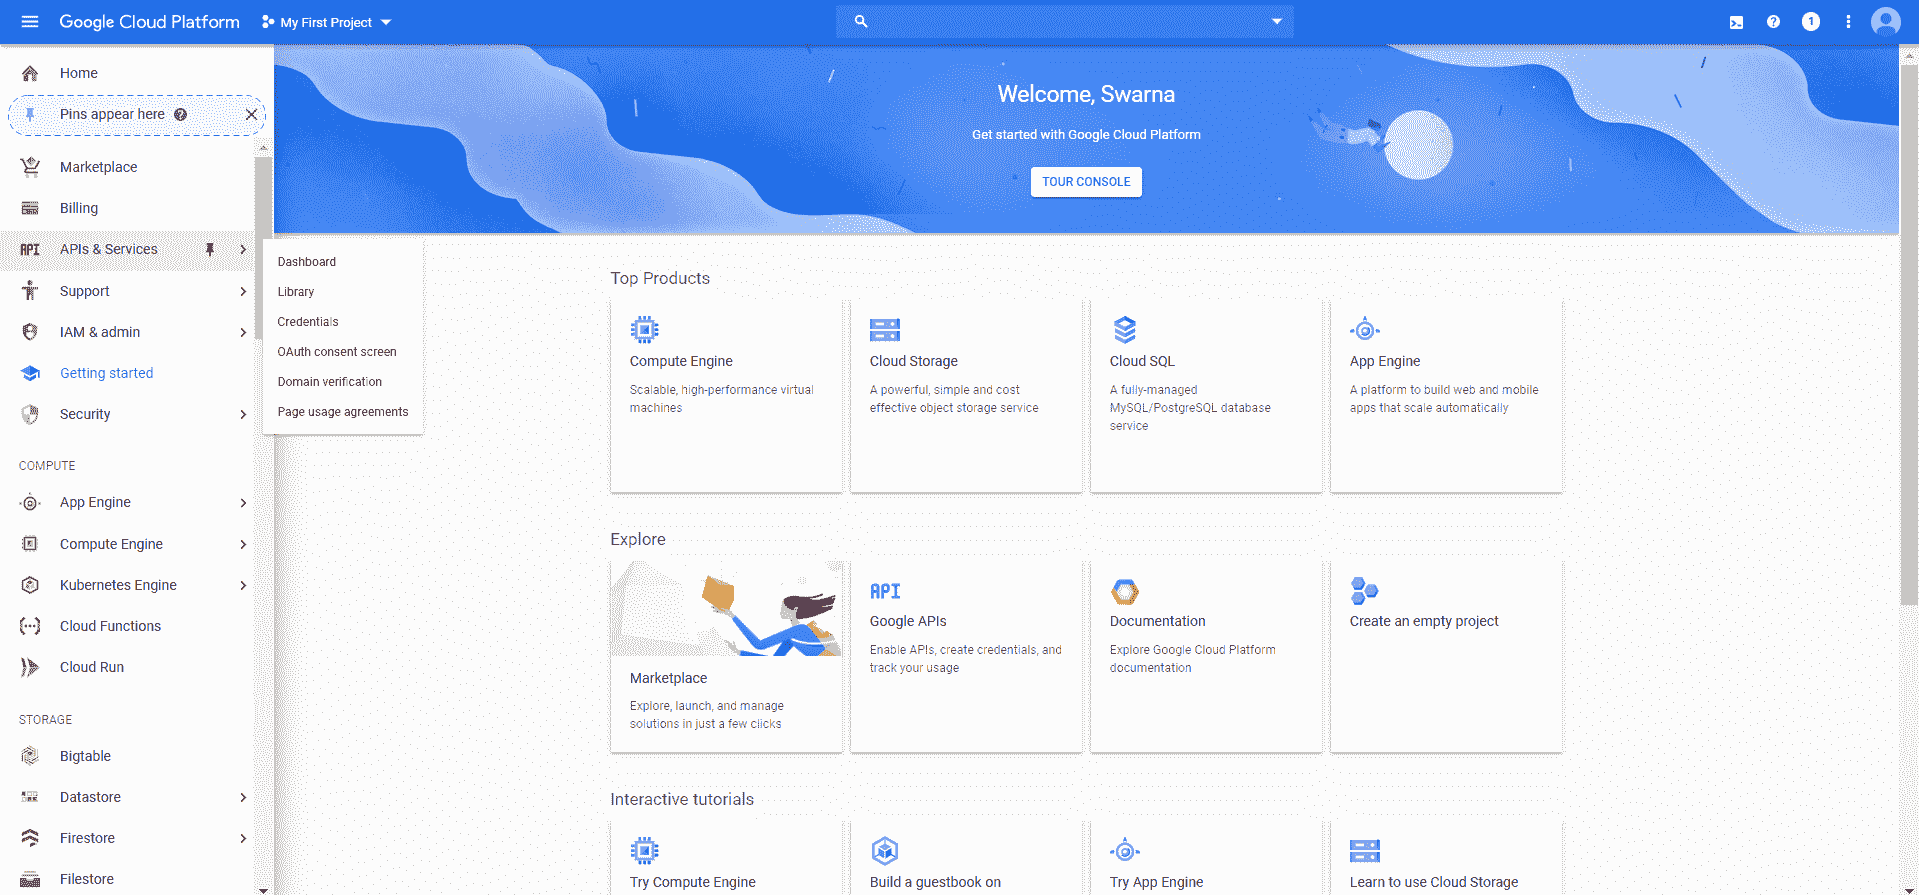 Google Cloud Platform
My First Project
1
Home
Pins appear here
Marketplace
Billing
API APIs & Services
Support
IAM & admin
Getting started
Security
COMPUTE
App Engine
Compute Engine
Kubernetes Engine
Cloud Functions
Cloud Run
STORAGE
Bigtable
Datastore
Firestore
Filestore
Dashboard
Library
Credentials
OAuth consent screen
Domain verification
Page usage agreements
Welcome, Swarna
Get started with Google Cloud Platform
TOUR CONSOLE
Top Products
Compute Engine
Scalable, high-performance virtual
machines
Cloud Storage
A powerful, simple and cost
effective object storage service
Cloud SQL
A fully-managed
MySQL/PostgreSQL database
service
App Engine
A platform to build web and mobile
apps that scale automatically
Explore
Marketplace
Explore, launch, and manage
solutions in just a few clicks
API
Google APIs
Enable APIs, create credentials, and
track your usage
Documentation
Explore Google Cloud Platform
documentation
Create an empty project
Interactive tutorials
Try Compute Engine
Build a guestbook on
Try App Engine
Learn to use Cloud Storage